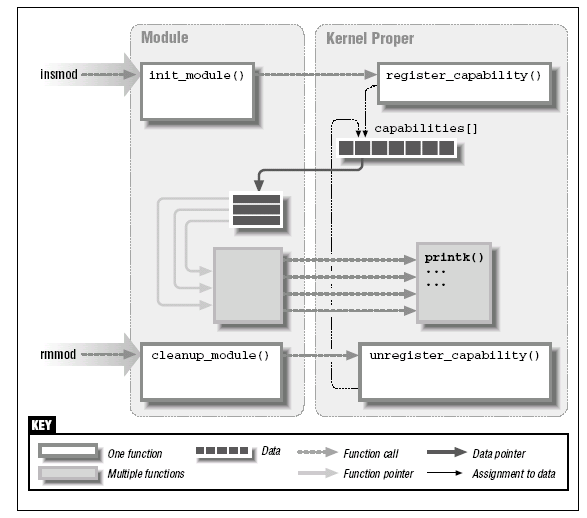 Module
Kernel Proper
insmod
init_module()
register_capability()
capabilities[]
printk()
...
...
rmmod
cleanup_module()
unregister_capability()
KEY
One function
Data
Function call
Data pointer
Multiple functions
Function pointer
Assignment to data